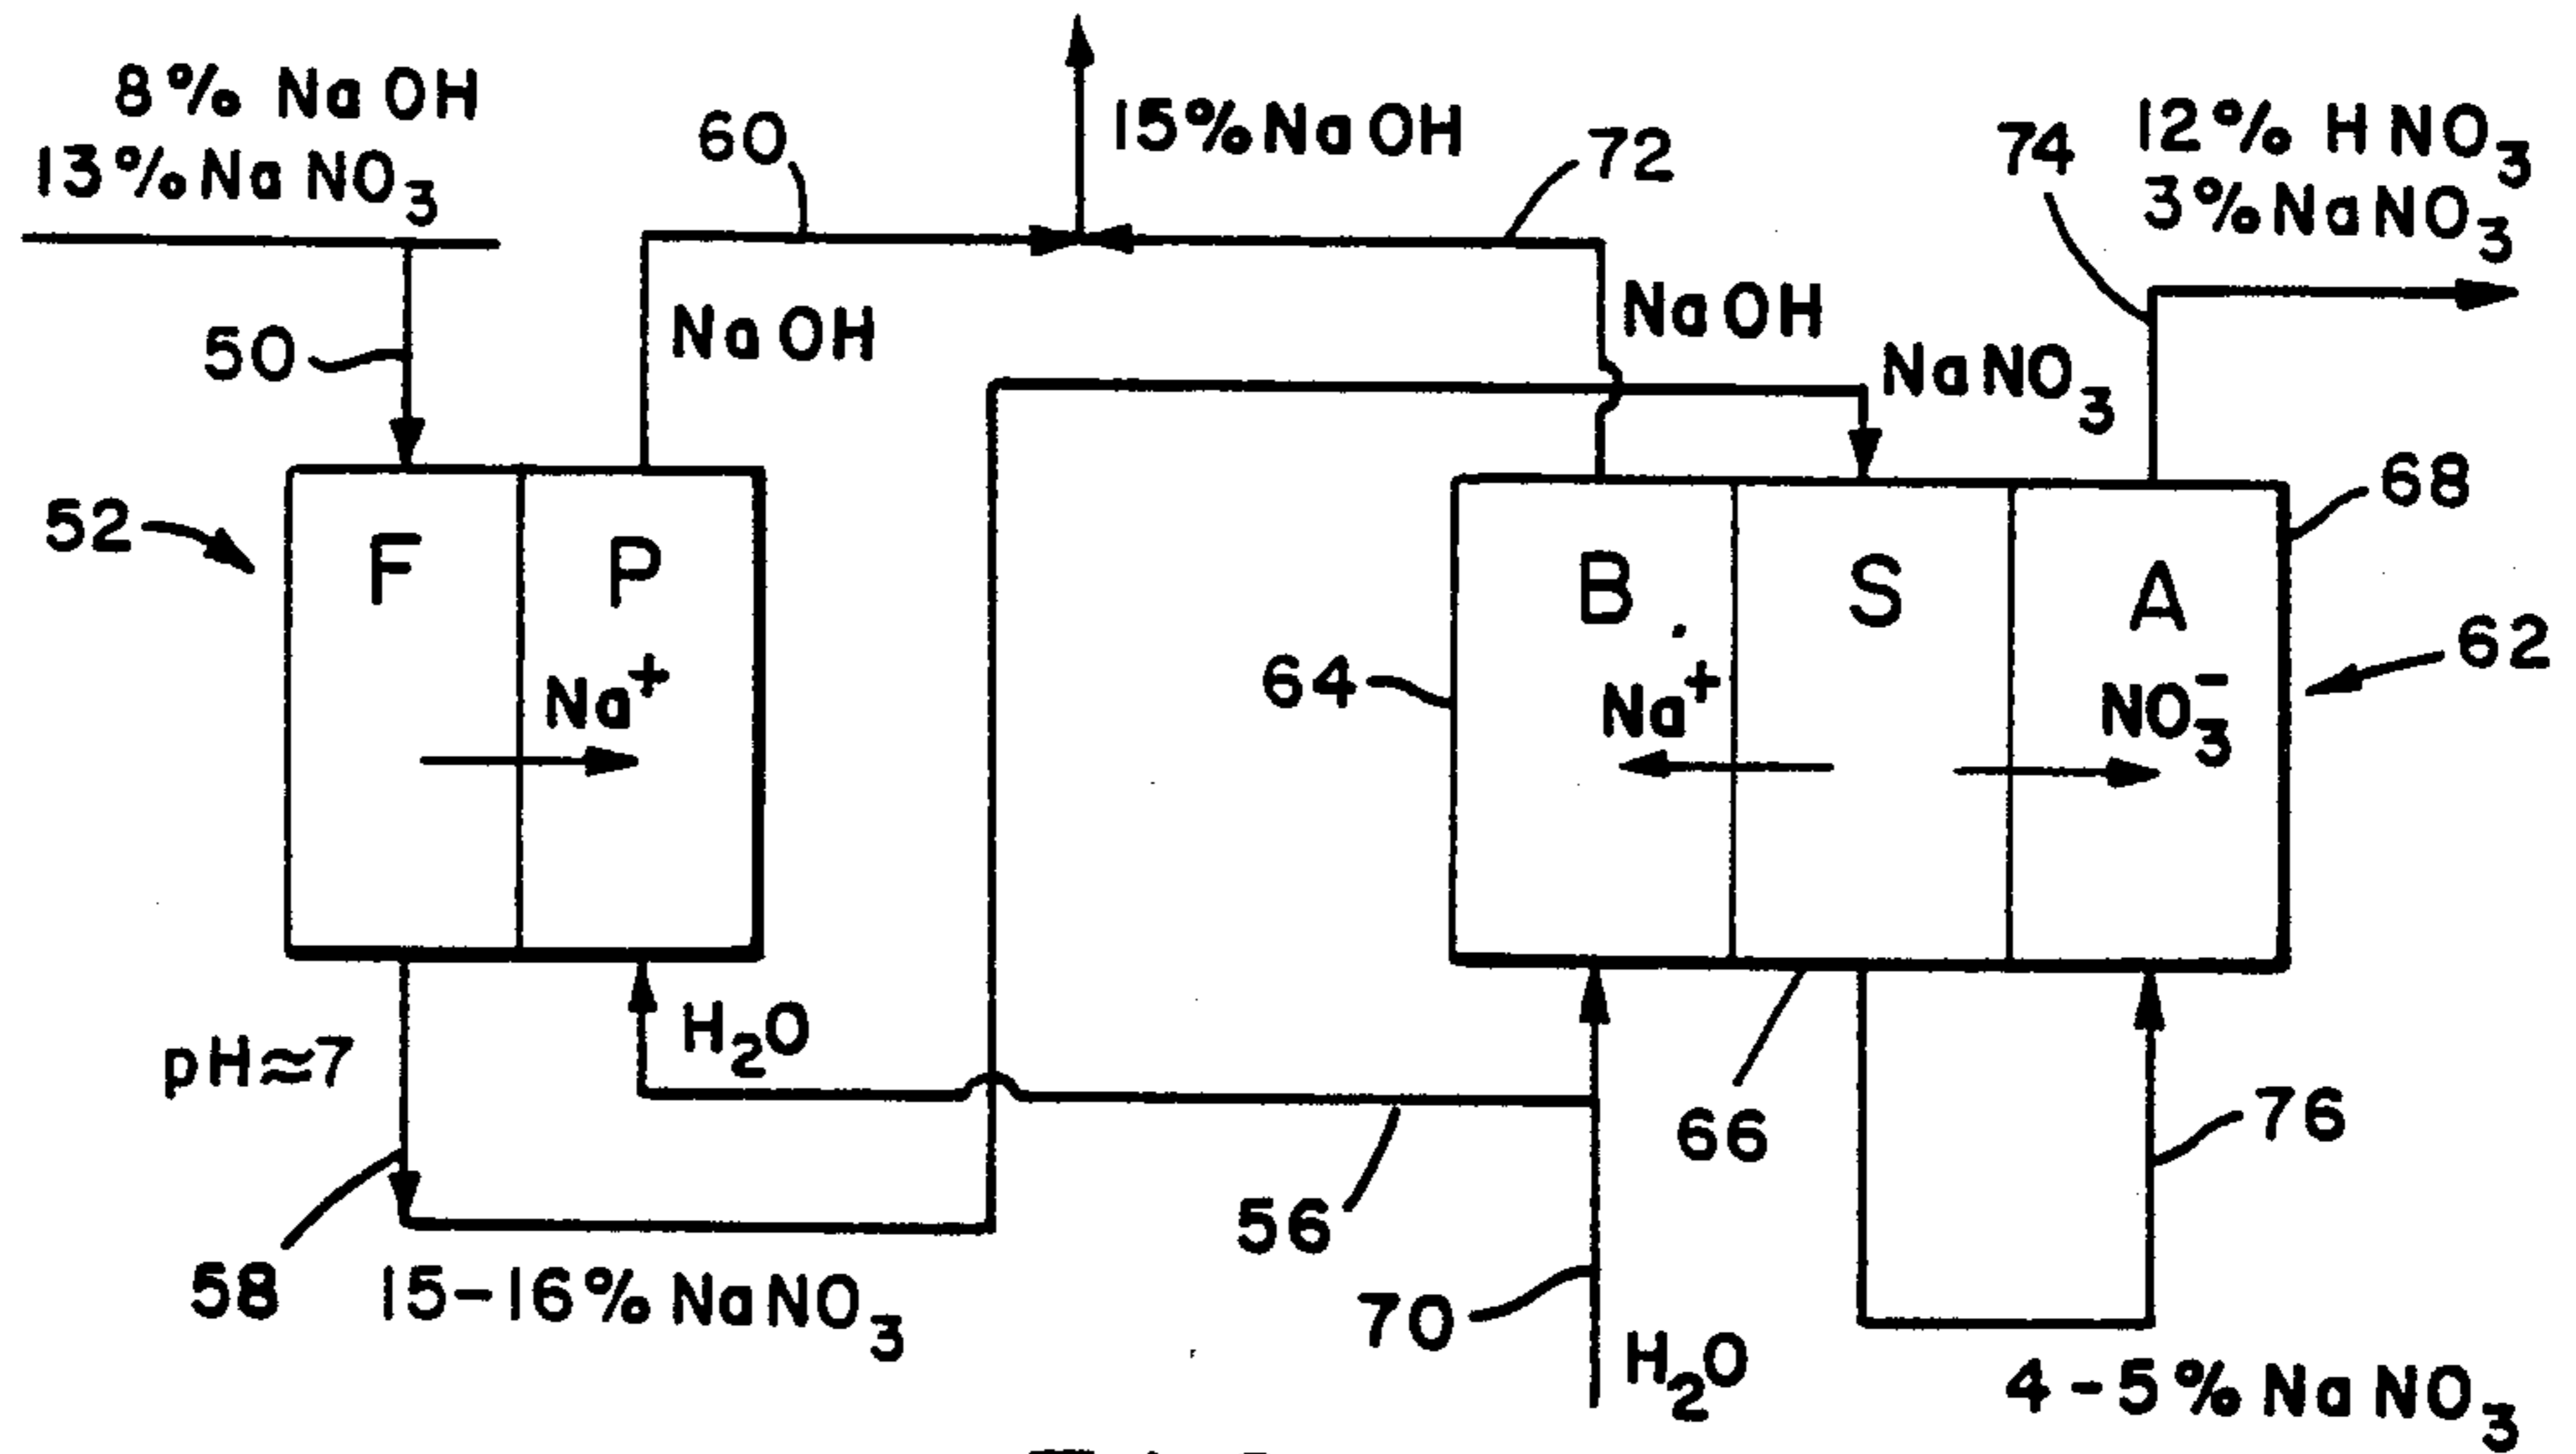 8% NaOH
13% NaNO3
50
52
F
P
Na+
60
NaOH
15% NaOH
72
NaOH
NaNO3
74
12% HNO3
3% NaNO3
68
62
64
B
S
A
Na+
NO3-
pH≈7
58
15-16% NaNO3
H2O
56
70
H2O
66
76
4-5% NaNO3